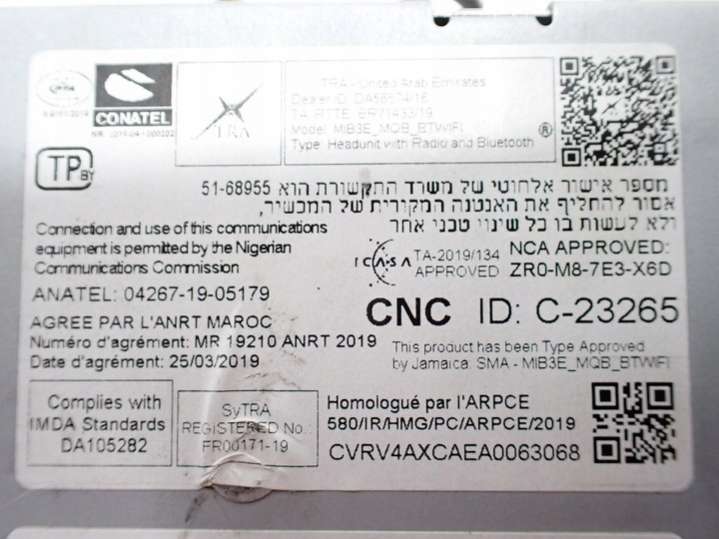 CONATEL
TRA
TRA - United Arab Emirates
Dealer ID: DA56674/16
TA RTTE: ER71433/19
Model: MIB3E_MQB_BTWIFI
Type: Headunit with Radio and Bluetooth
®
TP BY
מספר אישור אלחוטי של משרד התקשורת הוא 51-68955
אסור להחליף את האנטנה המקורית של המכשיר,
ולא לעשות בו כל שינוי טכני אחר
Connection and use of this communications
equipment is permitted by the Nigerian
Communications Commission
ICASA
TA-2019/134
APPROVED
NCA APPROVED:
ZR0-M8-7E3-X6D
ANATEL: 04267-19-05179
CNC ID: C-23265
AGREE PAR L'ANRT MAROC
Numéro d'agrément: MR 19210 ANRT 2019
Date d'agrément: 25/03/2019
This product has been Type Approved
by Jamaica: SMA - MIB3E_MQB_BTWIFI
Complies with
IMDA Standards
DA105282
SyTRA
REGISTERED No.:
FR00171-19
Homologué par l'ARPCE
580/IR/HMG/PC/ARPCE/2019
CVRV4AXCAEA0063068